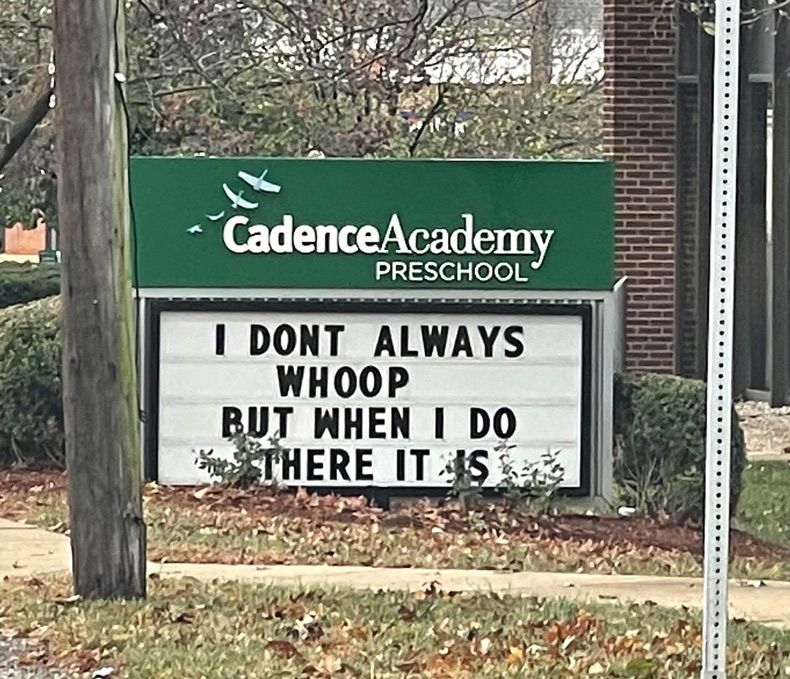 CadenceAcademy
PRESCHOOL
I DONT ALWAYS
WHOOP
BUT WHEN I DO
THERE IT IS